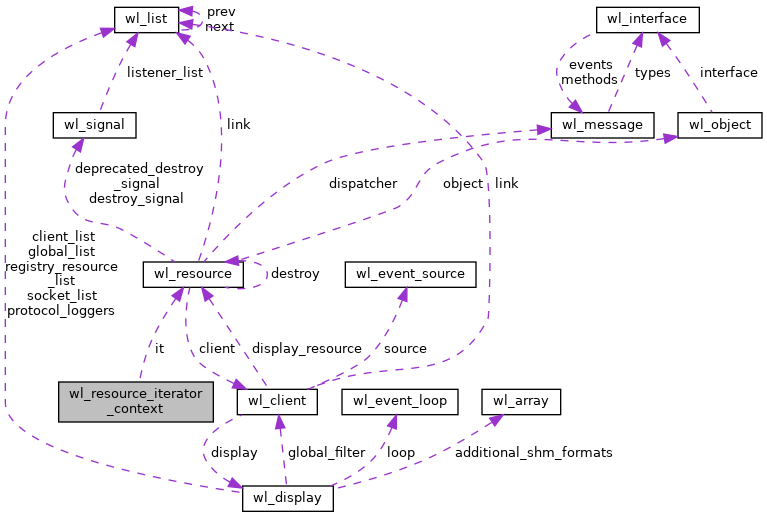 wl_list
prev
next
wl_interface
events
methods
types
interface
listener_list
wl_signal
link
wl_message
wl_object
deprecated_destroy
_signal
destroy_signal
dispatcher
object
link
client_list
global_list
registry_resource
_list
socket_list
protocol_loggers
wl_resource
destroy
wl_event_source
it
client
display_resource
source
wl_resource_iterator
_context
wl_client
wl_event_loop
wl_array
display
global_filter
loop
additional_shm_formats
wl_display